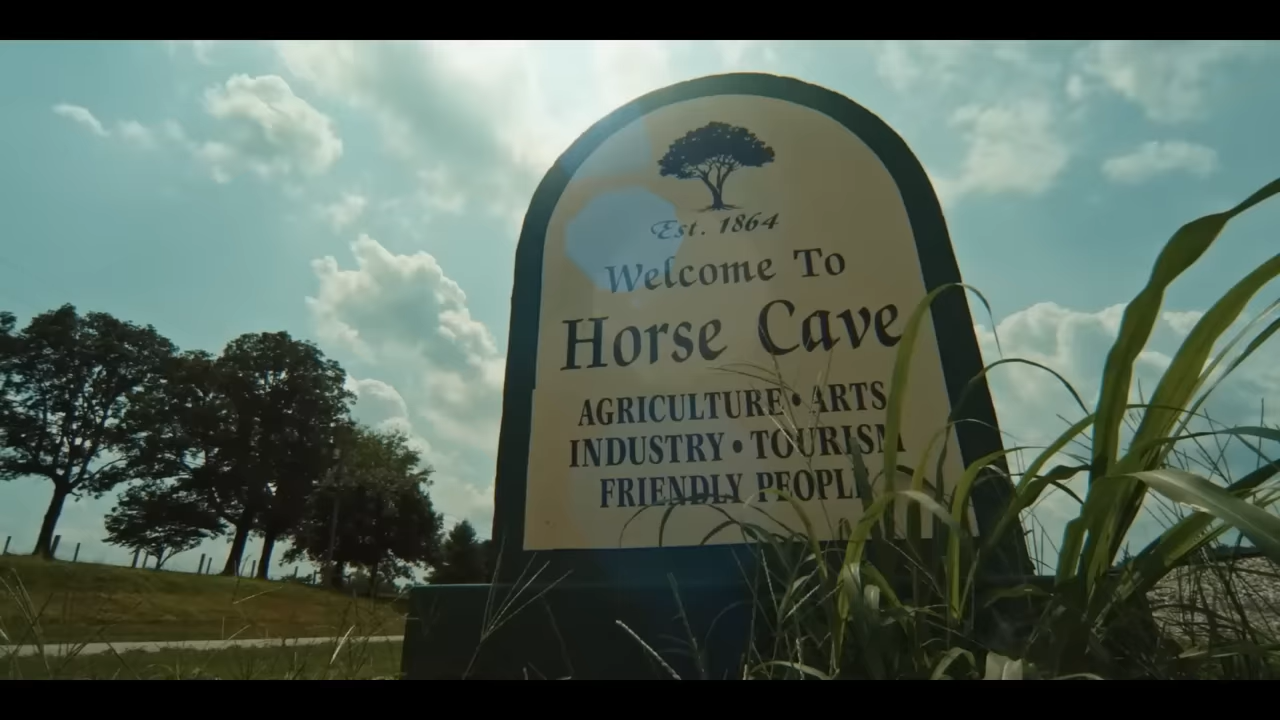 Est. 1864
Welcome To
Horse Cave
AGRICULTURE • ARTS
INDUSTRY • TOURISM
FRIENDLY PEOPLE